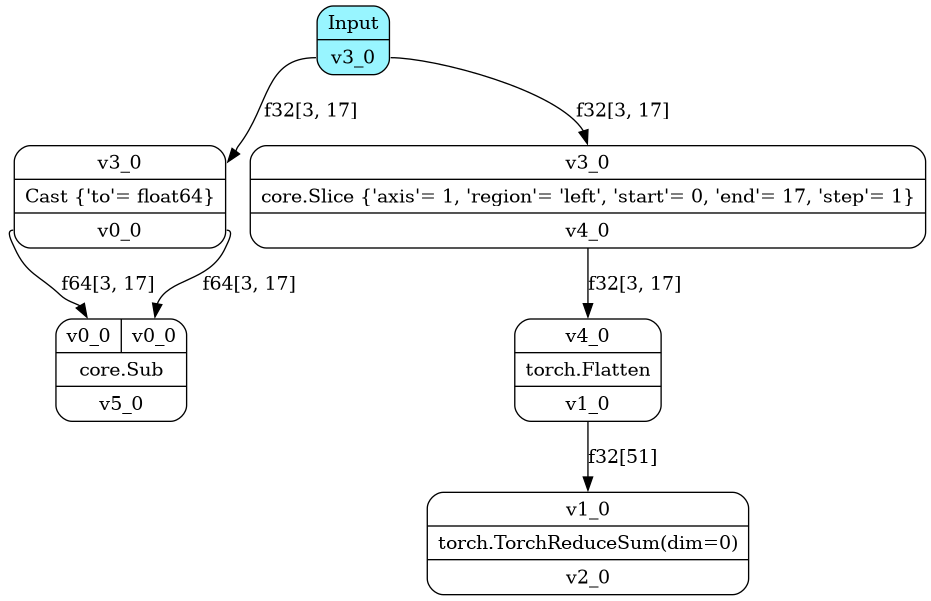 Input
v3_0
f32[3, 17]
f32[3, 17]
v3_0
Cast {'to'= float64}
v0_0
v3_0
core.Slice {'axis'= 1, 'region'= 'left', 'start'= 0, 'end'= 17, 'step'= 1}
v4_0
f64[3, 17]
f64[3, 17]
f32[3, 17]
v0_0
v0_0
core.Sub
v5_0
v4_0
torch.Flatten
v1_0
f32[51]
v1_0
torch.TorchReduceSum(dim=0)
v2_0